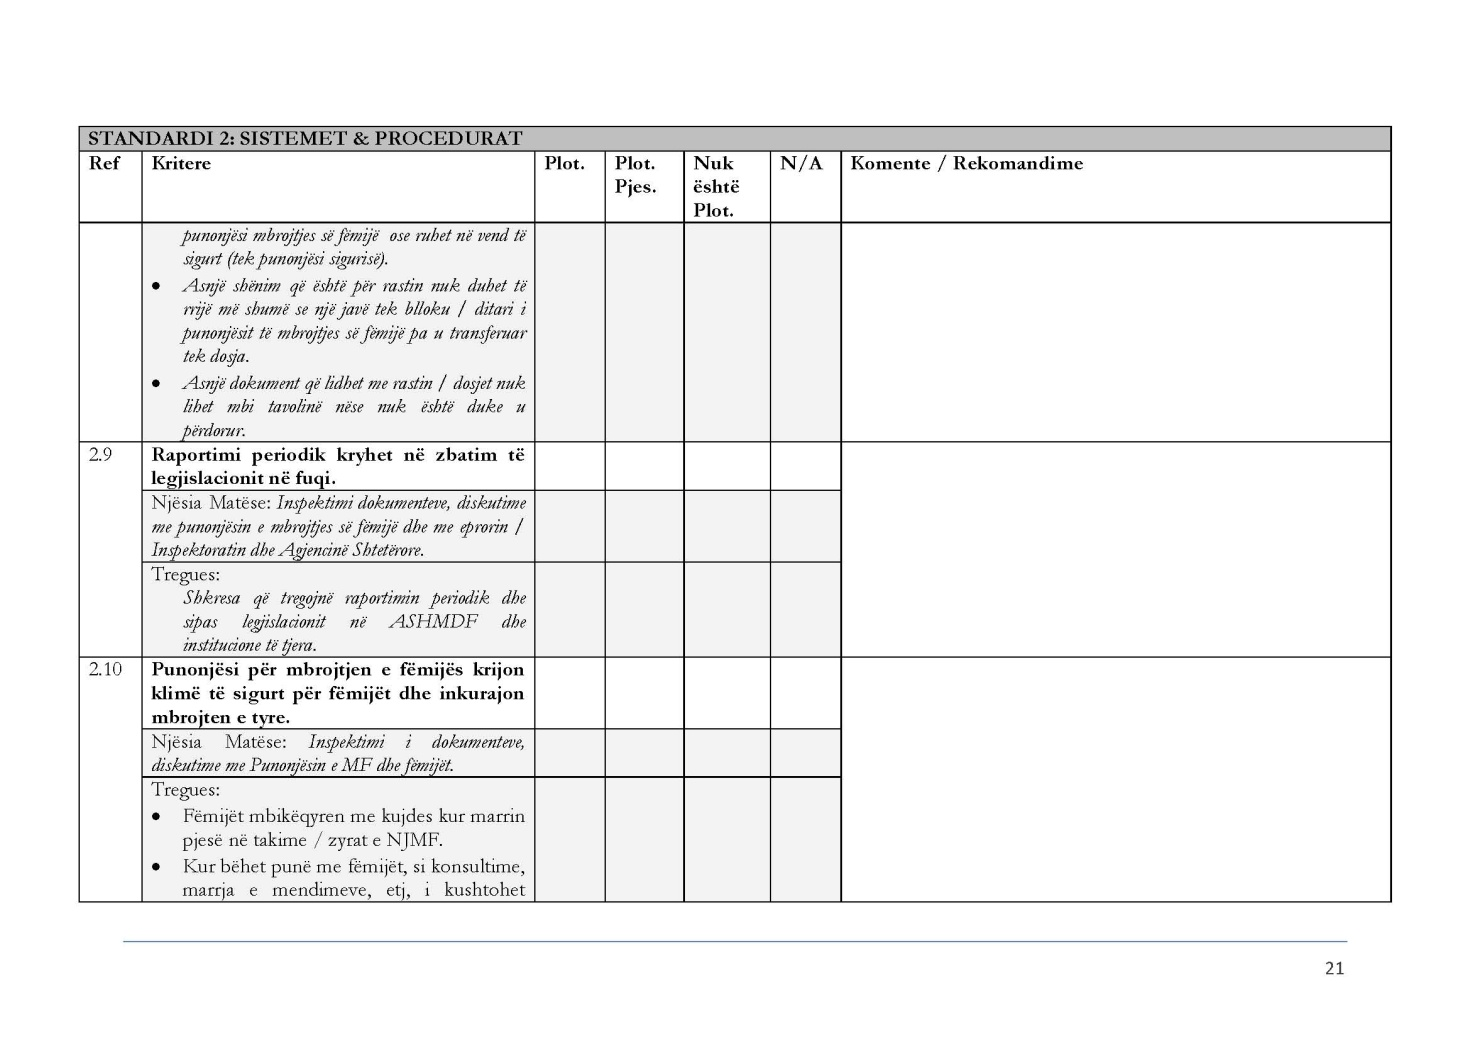 STANDARDI 2: SISTEMET & PROCEDURAT
Ref Kritere Plot. Plot. Pjes. Nuk është Plot. N/A Komente / Rekomandime
punonjësi mbrojtjes së fëmijë ose ruhet në vend të
sigurt (tek punonjësi sigurisë).
• Asnjë shënim që është për rastin nuk duhet të
rrijë më shumë se një javë tek blloku / ditari i
punonjësit të mbrojtjes së fëmijë pa u transferuar
tek dosja.
• Asnjë dokument që lidhet me rastin / dosjet nuk
lihet mbi tavolinë nëse nuk është duke u
përdorur.
2.9 Raportimi periodik kryhet në zbatim të
legjislacionit në fuqi.
Njësia Matëse: Inspektimi dokumenteve, diskutime
me punonjësin e mbrojtjes së fëmijë dhe me eprorin /
Inspektoratin dhe Agjencinë Shtetërore.
Tregues:
Shkresa që tregojnë raportimin periodik dhe
sipas legjislacionit në ASHMDF dhe
institucione të tjera.
2.10 Punonjësi për mbrojtjen e fëmijës krijon
klimë të sigurt për fëmijët dhe inkurajon
mbrojten e tyre.
Njësia Matëse: Inspektimi i dokumenteve,
diskutime me Punonjësin e MF dhe fëmijët.
Tregues:
• Fëmijët mbikëqyren me kujdes kur marrin
pjesë në takime / zyrat e NJMF.
• Kur bëhet punë me fëmijët, si konsultime,
marrja e mendimeve, etj, i kushtohet
21